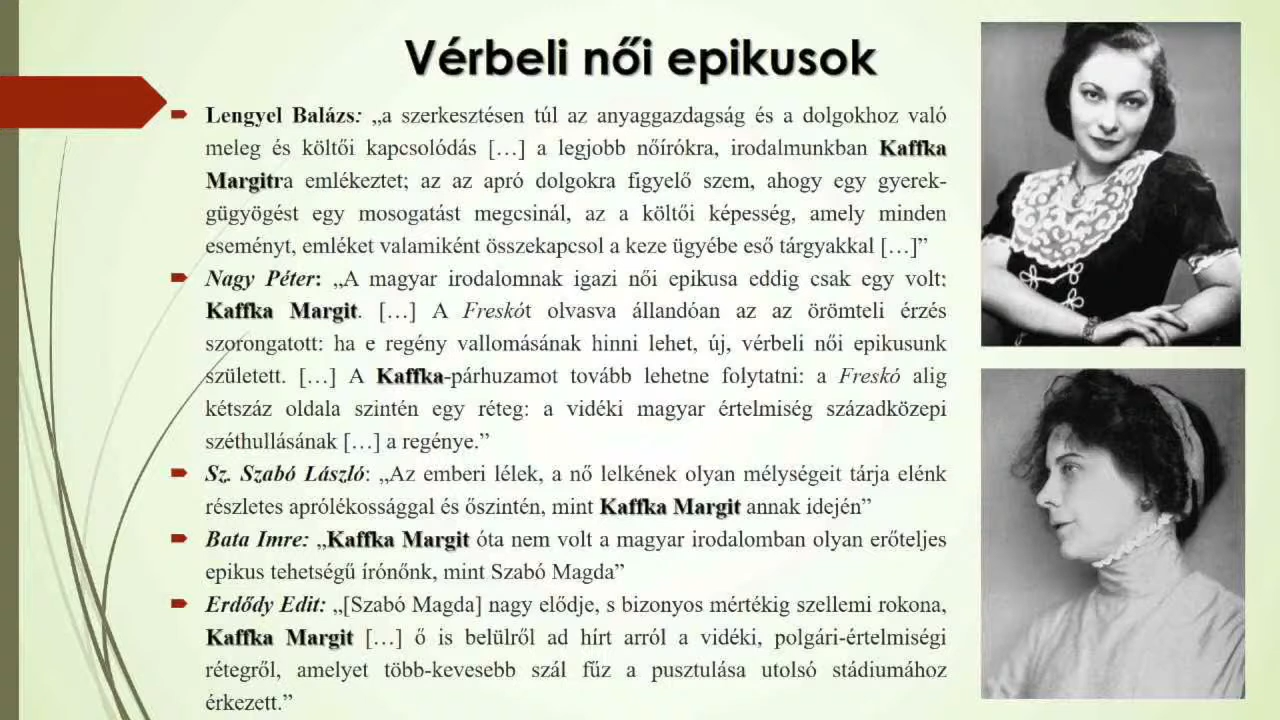 Vérbeli női epikusok
Lengyel Balázs: „a szerkesztésen túl az anyaggazdagság és a dolgokhoz való
meleg és költői kapcsolódás […] a legjobb nőírókra, irodalmunkban Kaffka
Margitra emlékeztet; az az apró dolgokra figyelő szem, ahogy egy gyerek-
gügyögést egy mosogatást megcsinál, az a költői képesség, amely minden
eseményt, emléket valamiként összekapcsol a keze ügyébe eső tárgyakkal […]”
Nagy Péter: „A magyar irodalomnak igazi női epikusa eddig csak egy volt:
Kaffka Margit. […] A Freskót olvasva állandóan az az örömteli érzés
szorongatott: ha e regény vallomásának hinni lehet, új, vérbeli női epikusunk
született. […] A Kaffka-párhuzamot tovább lehetne folytatni: a Freskó alig
kétszáz oldala szintén egy réteg: a vidéki magyar értelmiség századközepi
széthullásának […] a regénye.”
Sz. Szabó László: „Az emberi lélek, a nő lelkének olyan mélységeit tárja elénk
részletes aprólékossággal és őszintén, mint Kaffka Margit annak idején”
Bata Imre: „Kaffka Margit óta nem volt a magyar irodalomban olyan erőteljes
epikus tehetségű írónőnk, mint Szabó Magda”
Erdődy Edit: „[Szabó Magda] nagy elődje, s bizonyos mértékig szellemi rokona,
Kaffka Margit […] ő is belülről ad hírt arról a vidéki, polgári-értelmiségi
rétegről, amelyet több-kevesebb szál fűz a pusztulása utolsó stádiumához
érkezett.”